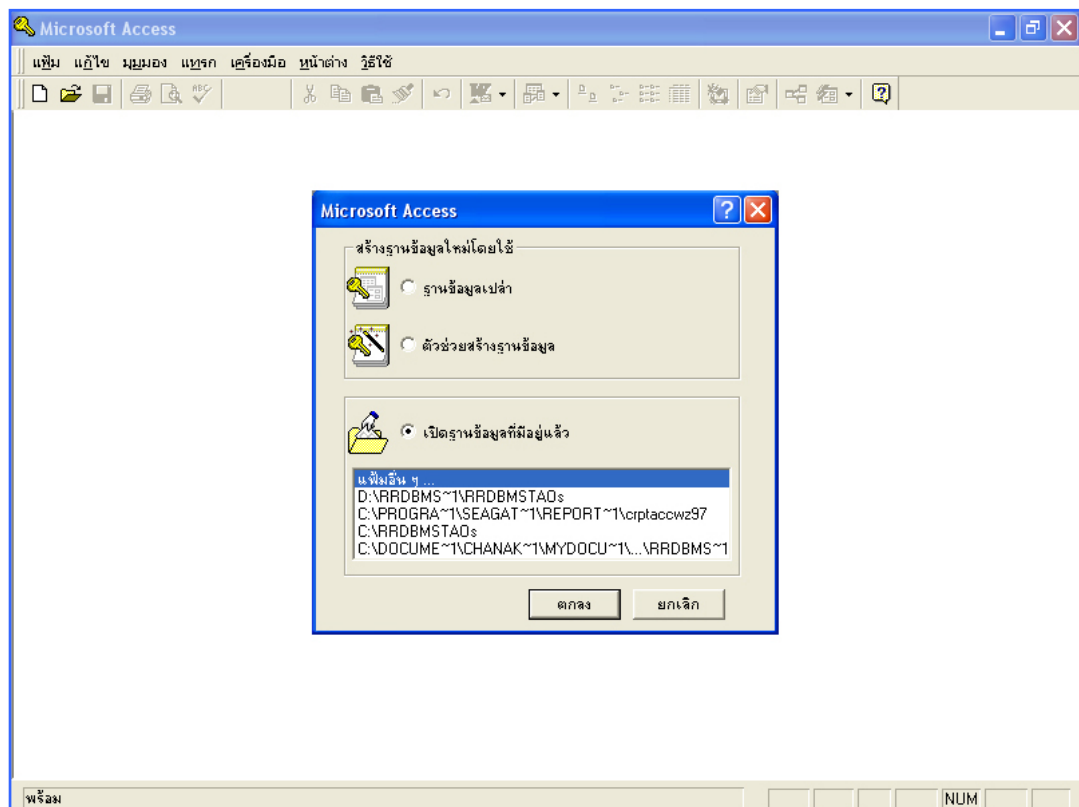 Microsoft Access
แฟ้ม แก้ไข มุมมอง แทรก เครื่องมือ หน้าต่าง วิธีใช้
ABC
Microsoft Access
สร้างฐานข้อมูลใหม่โดยใช้
ฐานข้อมูลเปล่า
ตัวช่วยสร้างฐานข้อมูล
เปิดฐานข้อมูลที่มีอยู่แล้ว
แฟ้มอื่น ๆ ...
D:\RRDBMS~1\RRDBMSTAOs
C:\PROGRA~1\SEAGAT~1\REPORT~1\crptaccwz97
C:\RRDBMSTAOs
C:\DOCUME~1\CHANAK~1\MYDOCU~1\...\RRDBMS~1
ตกลง ยกเลิก
พร้อม NUM